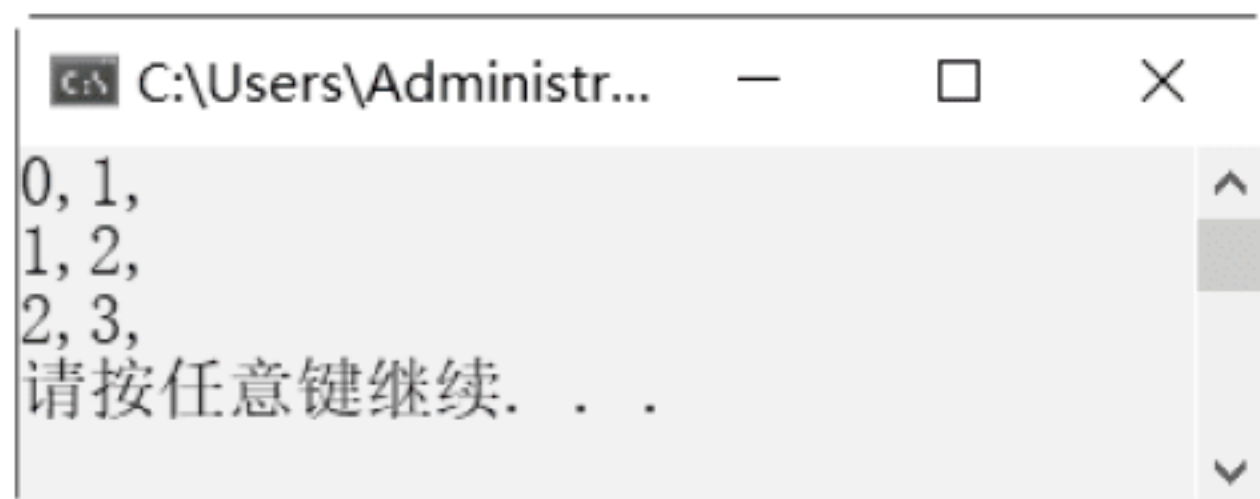 C:\Users\Administr...
0, 1,
1, 2,
2, 3,
请按任意键继续. . .